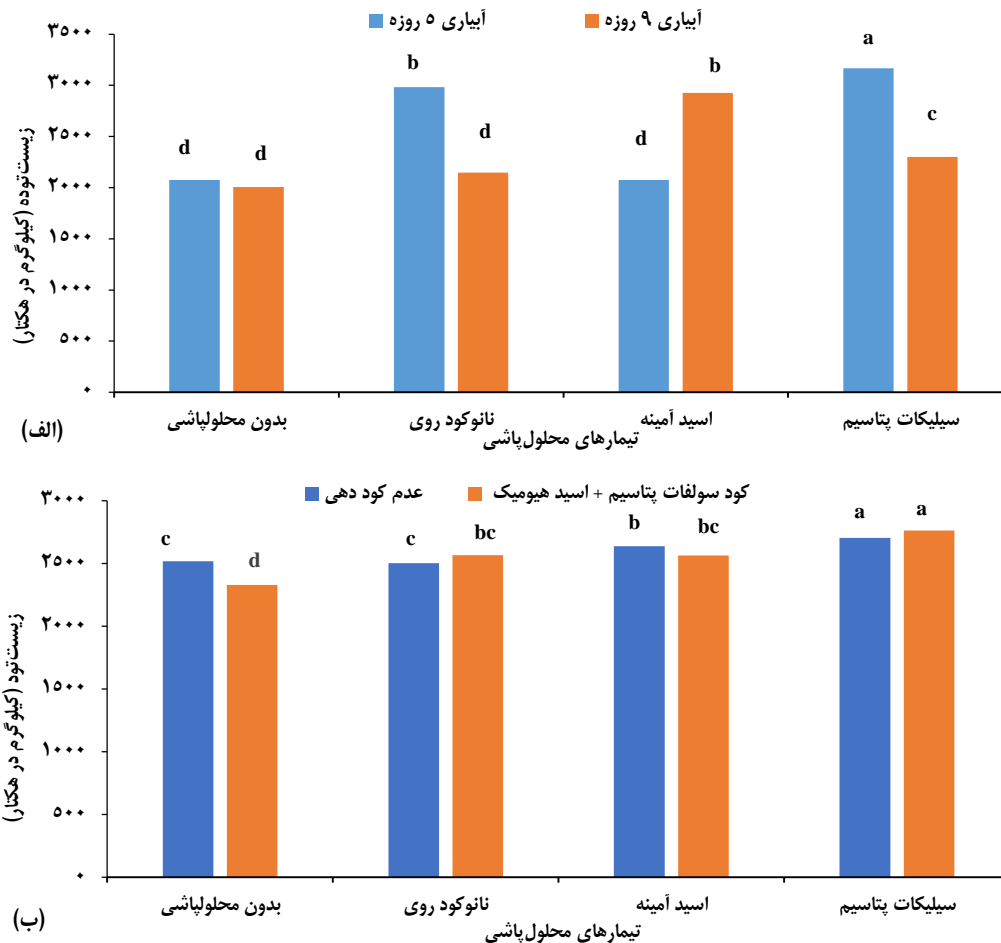 آبیاری ۵ روزه
آبیاری ۹ روزه
۳۵۰۰
۳۰۰۰
۲۵۰۰
۲۰۰۰
۱۵۰۰
۱۰۰۰
۵۰۰
۰
زیست‌توده (کیلوگرم در هکتار)
d d b d d b a c
بدون محلولپاشی
نانوکود روی
اسید آمینه
سیلیکات پتاسیم
تیمارهای محلول‌پاشی
(الف)
عدم کود دهی
کود سولفات پتاسیم + اسید هیومیک
۳۰۰۰
۲۵۰۰
۲۰۰۰
۱۵۰۰
۱۰۰۰
۵۰۰
۰
زیست‌تود (کیلوگرم در هکتار)
c d c bc b bc a a
بدون محلولپاشی
نانوکود روی
اسید آمینه
سیلیکات پتاسیم
تیمارهای محلول‌پاشی
(ب)